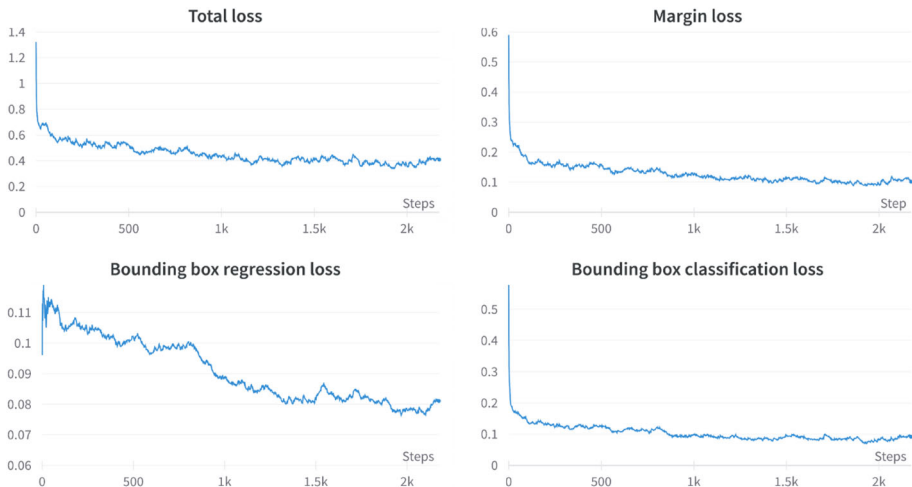 Total loss
1.4
1.2
1
0.8
0.6
0.4
0.2
0
Steps
0 500 1k 1.5k 2k
Margin loss
0.6
0.5
0.4
0.3
0.2
0.1
0
Step
0 500 1k 1.5k 2k
Bounding box regression loss
0.11
0.1
0.09
0.08
0.07
0.06
Steps
0 500 1k 1.5k 2k
Bounding box classification loss
0.5
0.4
0.3
0.2
0.1
0
Steps
0 500 1k 1.5k 2k